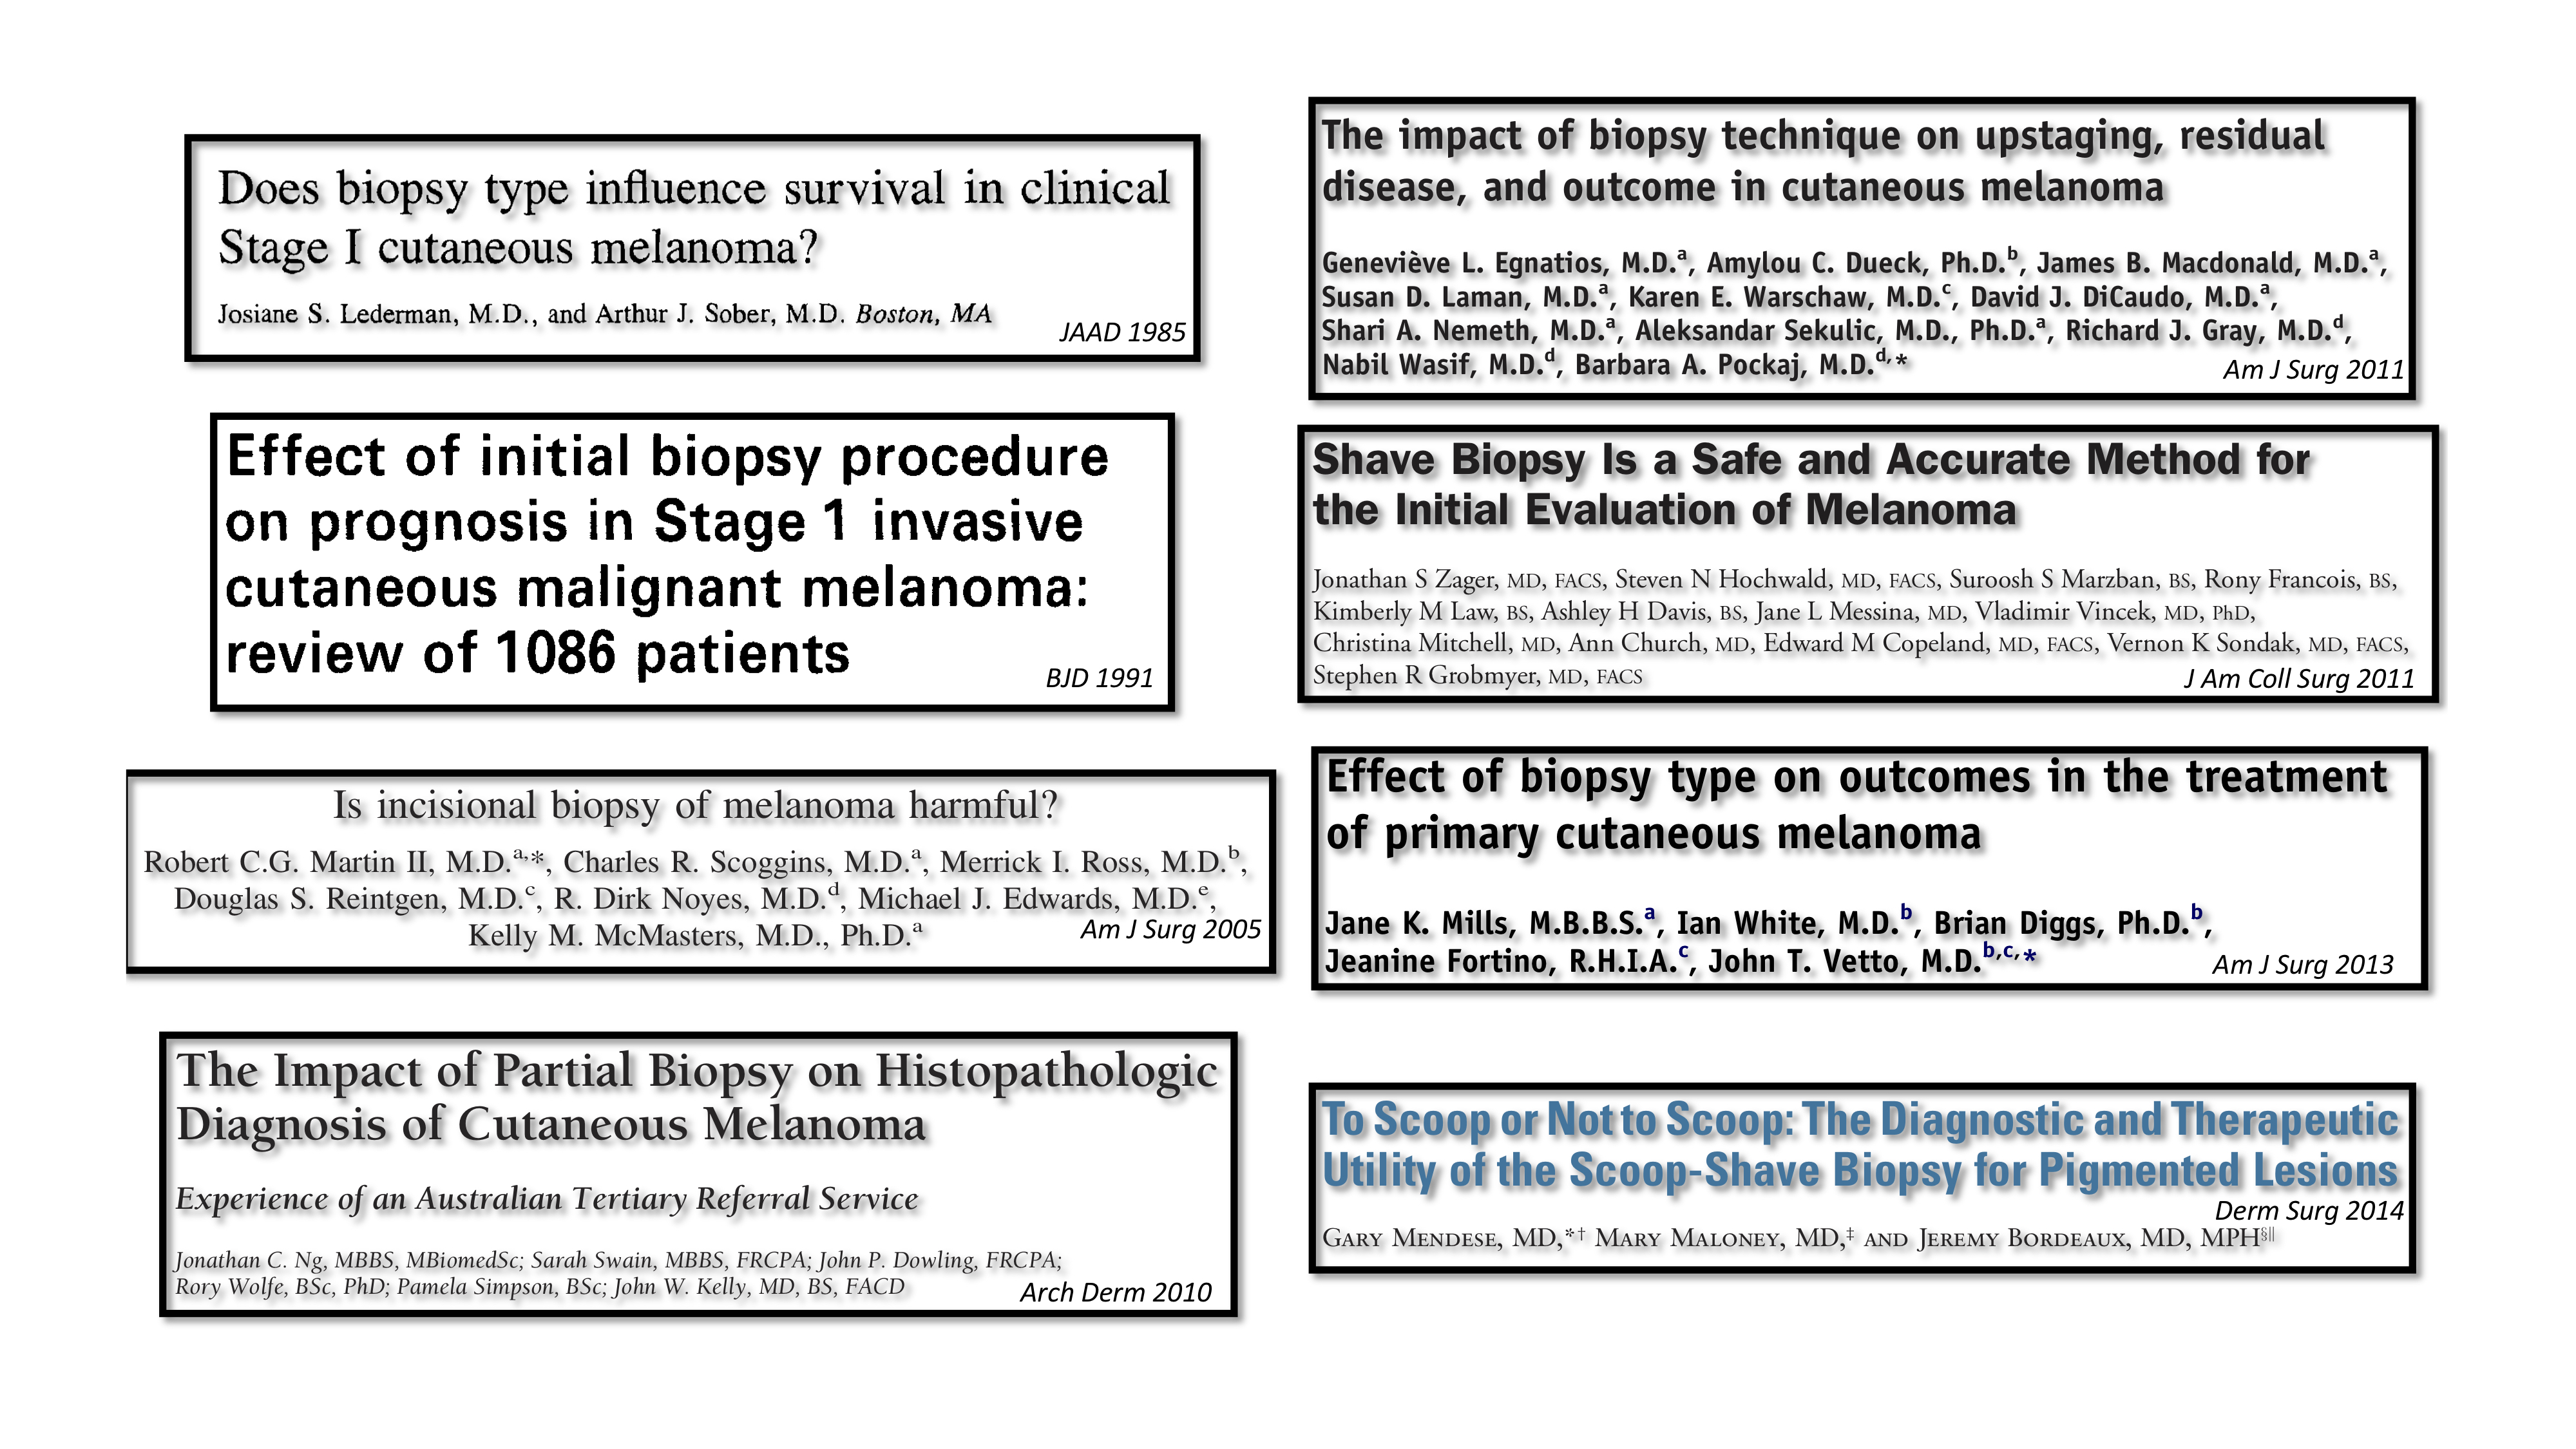 Does biopsy type influence survival in clinical
Stage I cutaneous melanoma?
Josiane S. Lederman, M.D., and Arthur J. Sober, M.D. Boston, MA
JAAD 1985
Effect of initial biopsy procedure
on prognosis in Stage 1 invasive
cutaneous malignant melanoma:
review of 1086 patients
BJD 1991
Is incisional biopsy of melanoma harmful?
Robert C.G. Martin II, M.D.a,*, Charles R. Scoggins, M.D.a, Merrick I. Ross, M.D.b,
Douglas S. Reintgen, M.D.c, R. Dirk Noyes, M.D.d, Michael J. Edwards, M.D.e,
Kelly M. McMasters, M.D., Ph.D.a
Am J Surg 2005
The Impact of Partial Biopsy on Histopathologic
Diagnosis of Cutaneous Melanoma
Experience of an Australian Tertiary Referral Service
Jonathan C. Ng, MBBS, MBiomedSc; Sarah Swain, MBBS, FRCPA; John P. Dowling, FRCPA;
Rory Wolfe, BSc, PhD; Pamela Simpson, BSc; John W. Kelly, MD, BS, FACD
Arch Derm 2010
The impact of biopsy technique on upstaging, residual
disease, and outcome in cutaneous melanoma
Geneviève L. Egnatios, M.D.a, Amylou C. Dueck, Ph.D.b, James B. Macdonald, M.D.a,
Susan D. Laman, M.D.a, Karen E. Warschaw, M.D.c, David J. DiCaudo, M.D.a,
Shari A. Nemeth, M.D.a, Aleksandar Sekulic, M.D., Ph.D.a, Richard J. Gray, M.D.d,
Nabil Wasif, M.D.d, Barbara A. Pockaj, M.D.d,*
Am J Surg 2011
Shave Biopsy Is a Safe and Accurate Method for
the Initial Evaluation of Melanoma
Jonathan S Zager, MD, FACS, Steven N Hochwald, MD, FACS, Suroosh S Marzban, BS, Rony Francois, BS,
Kimberly M Law, BS, Ashley H Davis, BS, Jane L Messina, MD, Vladimir Vincek, MD, PhD,
Christina Mitchell, MD, Ann Church, MD, Edward M Copeland, MD, FACS, Vernon K Sondak, MD, FACS,
Stephen R Grobmyer, MD, FACS
J Am Coll Surg 2011
Effect of biopsy type on outcomes in the treatment
of primary cutaneous melanoma
Jane K. Mills, M.B.B.S.a, Ian White, M.D.b, Brian Diggs, Ph.D.b,
Jeanine Fortino, R.H.I.A.c, John T. Vetto, M.D.b,c,*
Am J Surg 2013
To Scoop or Not to Scoop: The Diagnostic and Therapeutic
Utility of the Scoop-Shave Biopsy for Pigmented Lesions
Derm Surg 2014
GARY MENDESE, MD,*† MARY MALONEY, MD,‡ AND JEREMY BORDEAUX, MD, MPH§||